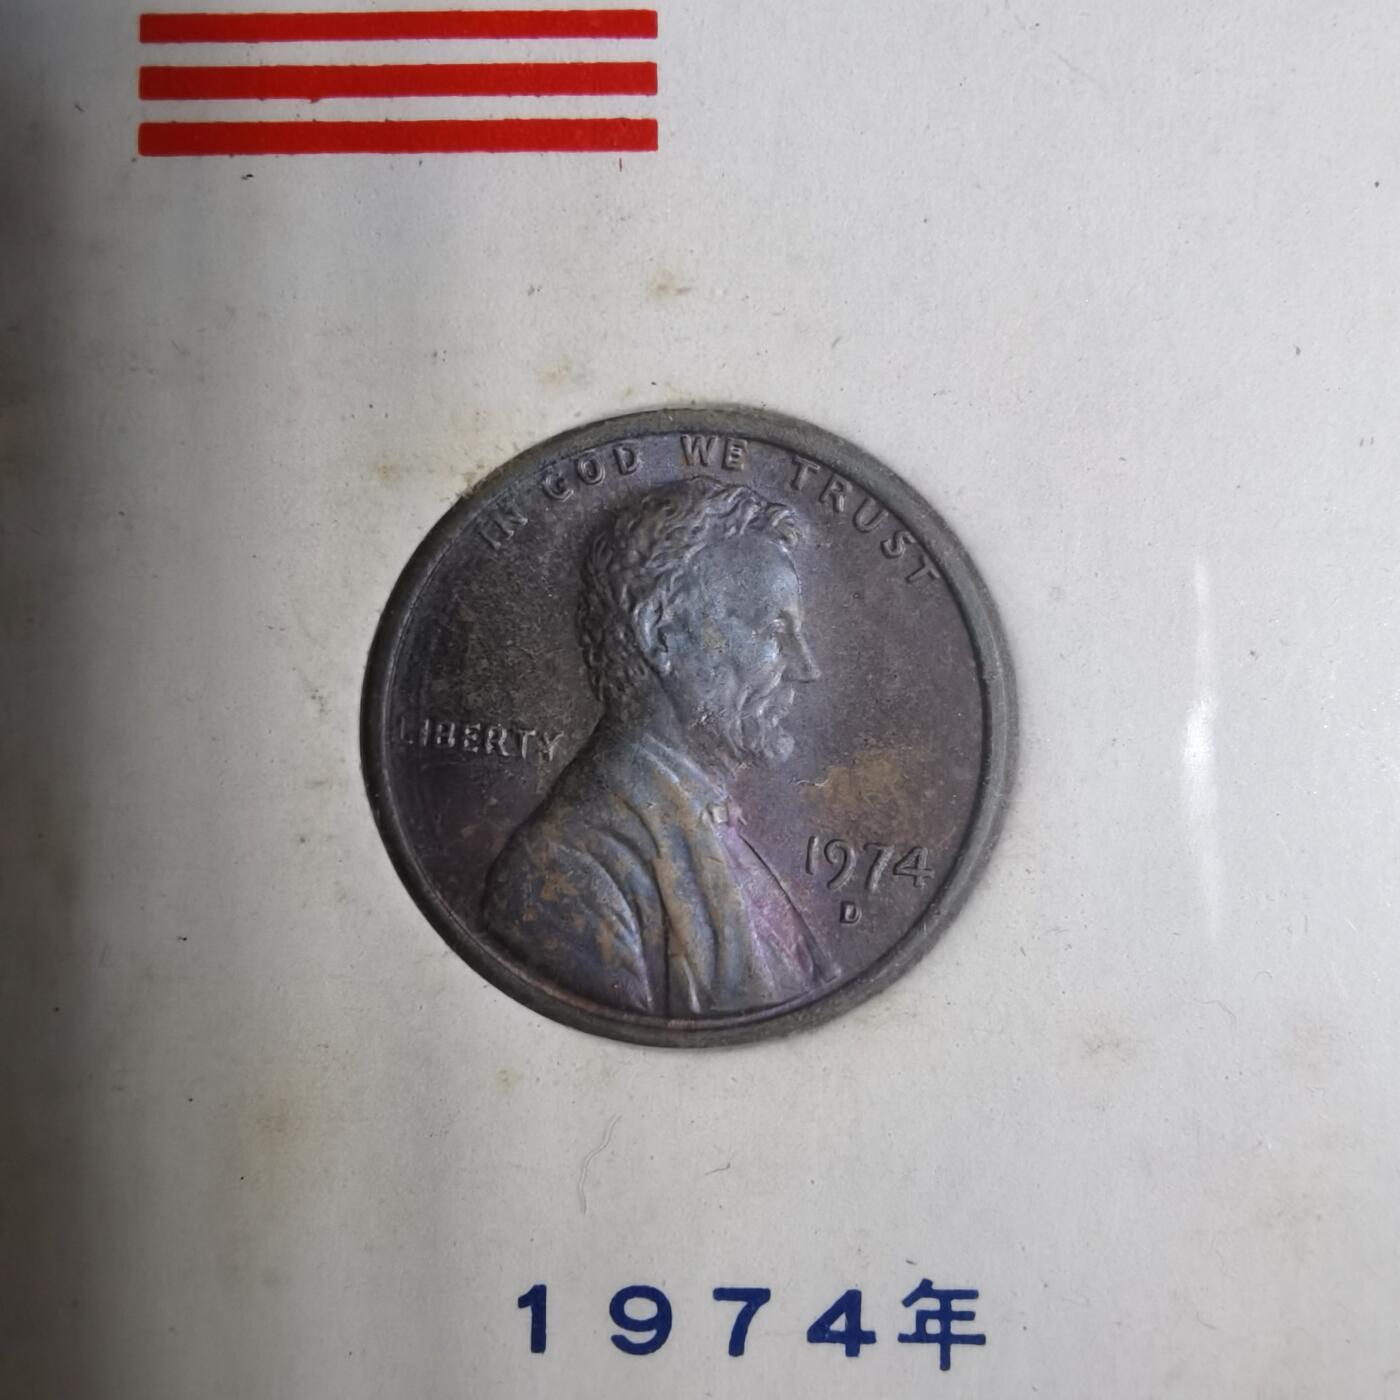 IN GOD WE TRUST
LIBERTY
1974
D
1974年